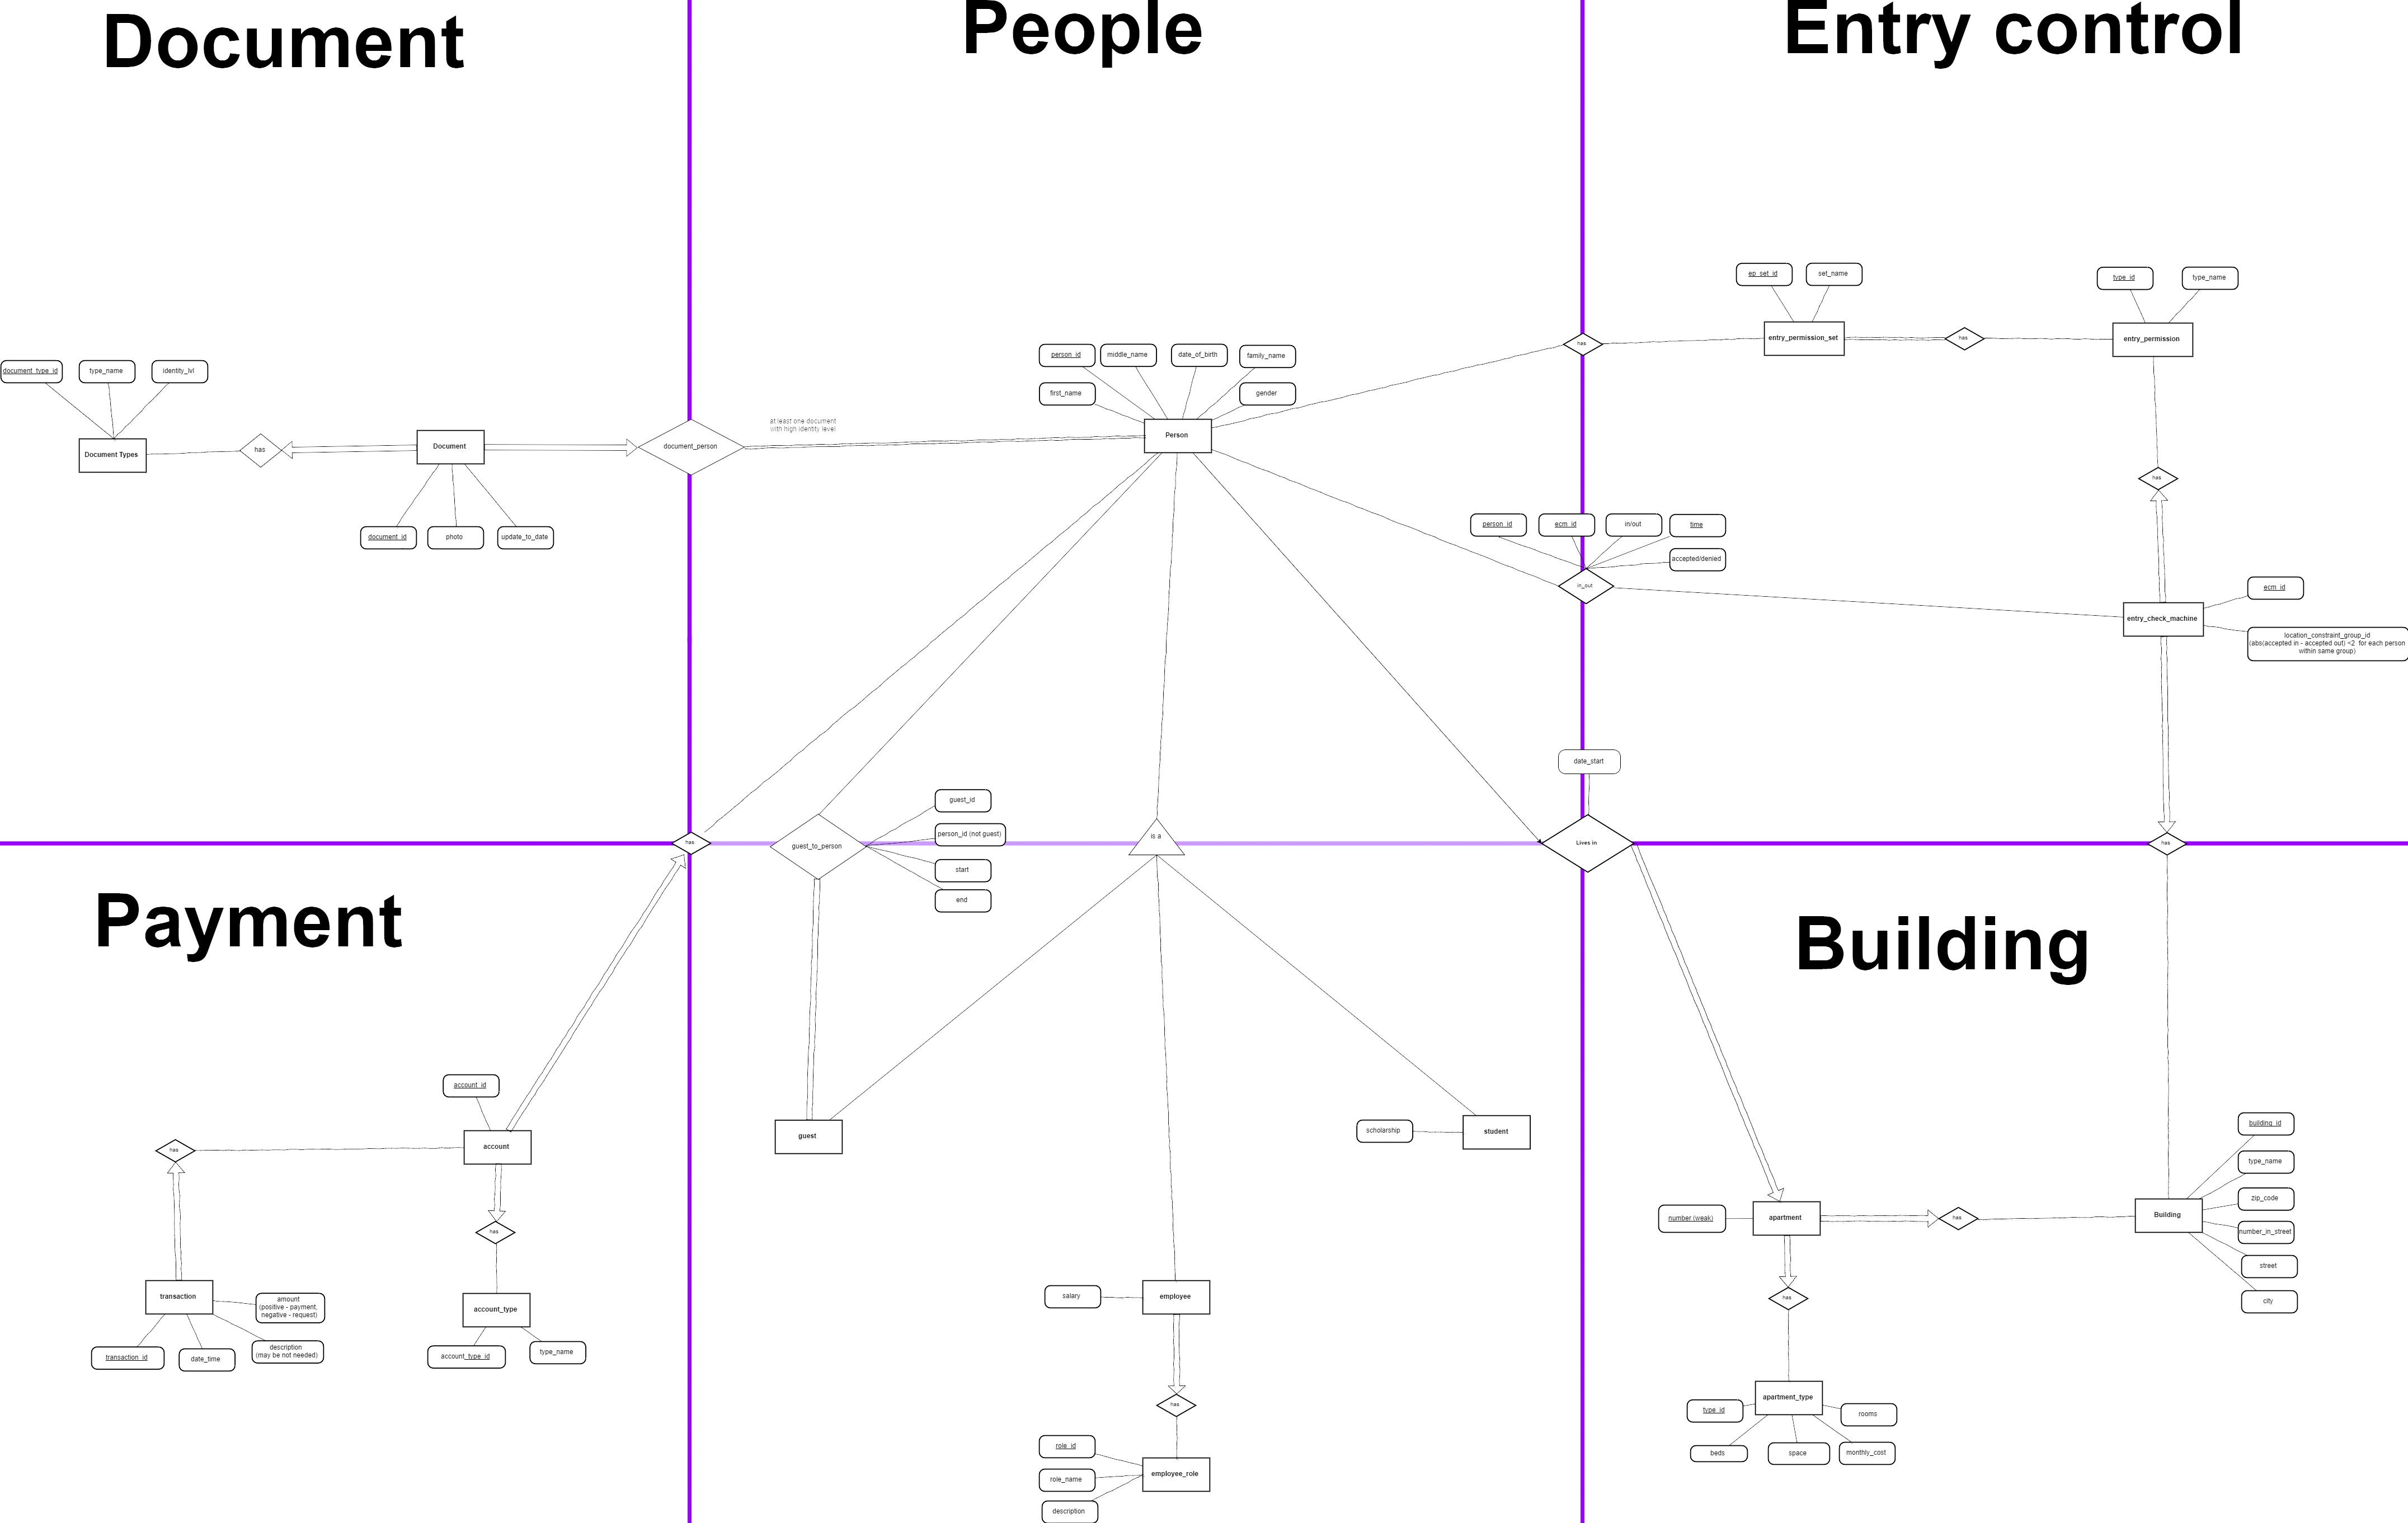 Document
People
Entry control
ep_set_id
set_name
type_id
type_name
entry_permission_set
has
entry_permission
has
person_id
middle_name
date_of_birth
family_name
first_name
gender
Person
document_type_id
type_name
identity_lvl
Document Types
has
Document
document_person
at least one document
with high identity level
document_id
photo
update_to_date
has
person_id
ecm_id
in/out
time
accepted/denied
in_out
ecm_id
entry_check_machine
location_constraint_group_id
(abs(accepted in - accepted out) <2 for each person
within same group)
date_start
guest_id
person_id (not guest)
start
end
has
guest_to_person
is a
Lives in
has
Payment
Building
account_id
account
has
has
transaction
amount
(positive - payment,
negative - request)
transaction_id
date_time
description
(may be not needed)
account_type
account_type_id
type_name
guest
scholarship
student
salary
employee
has
role_id
role_name
description
employee_role
number (weak)
apartment
has
Building
building_id
type_name
zip_code
number_in_street
street
city
has
apartment_type
type_id
rooms
beds
space
monthly_cost